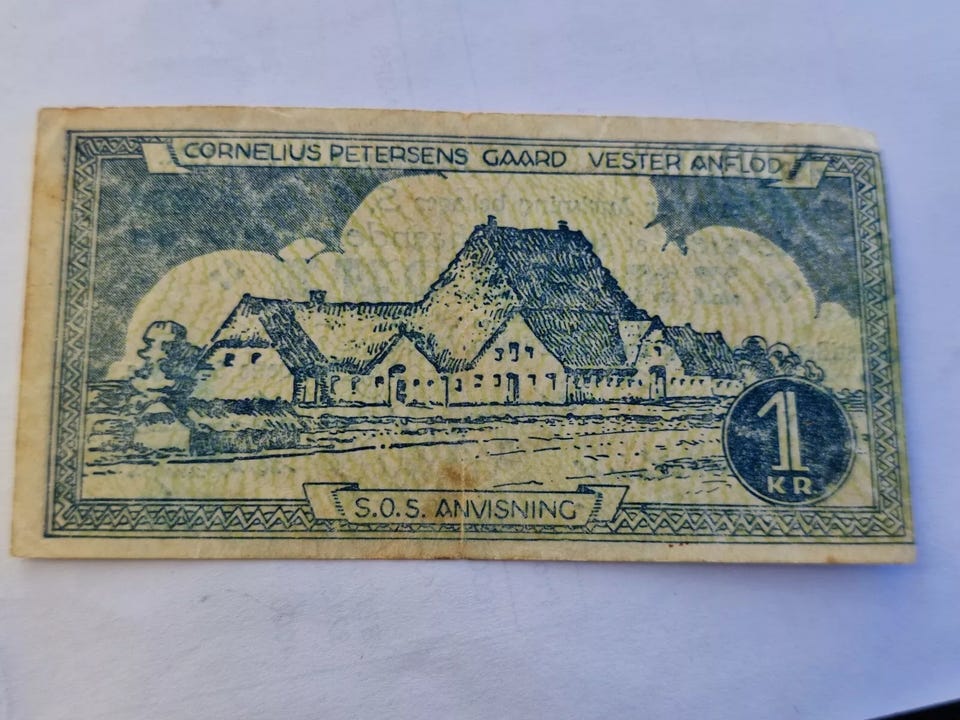 CORNELIUS PETERSENS GAARD VESTER ANFLOD
1
KR.
S.O.S. ANVISNING